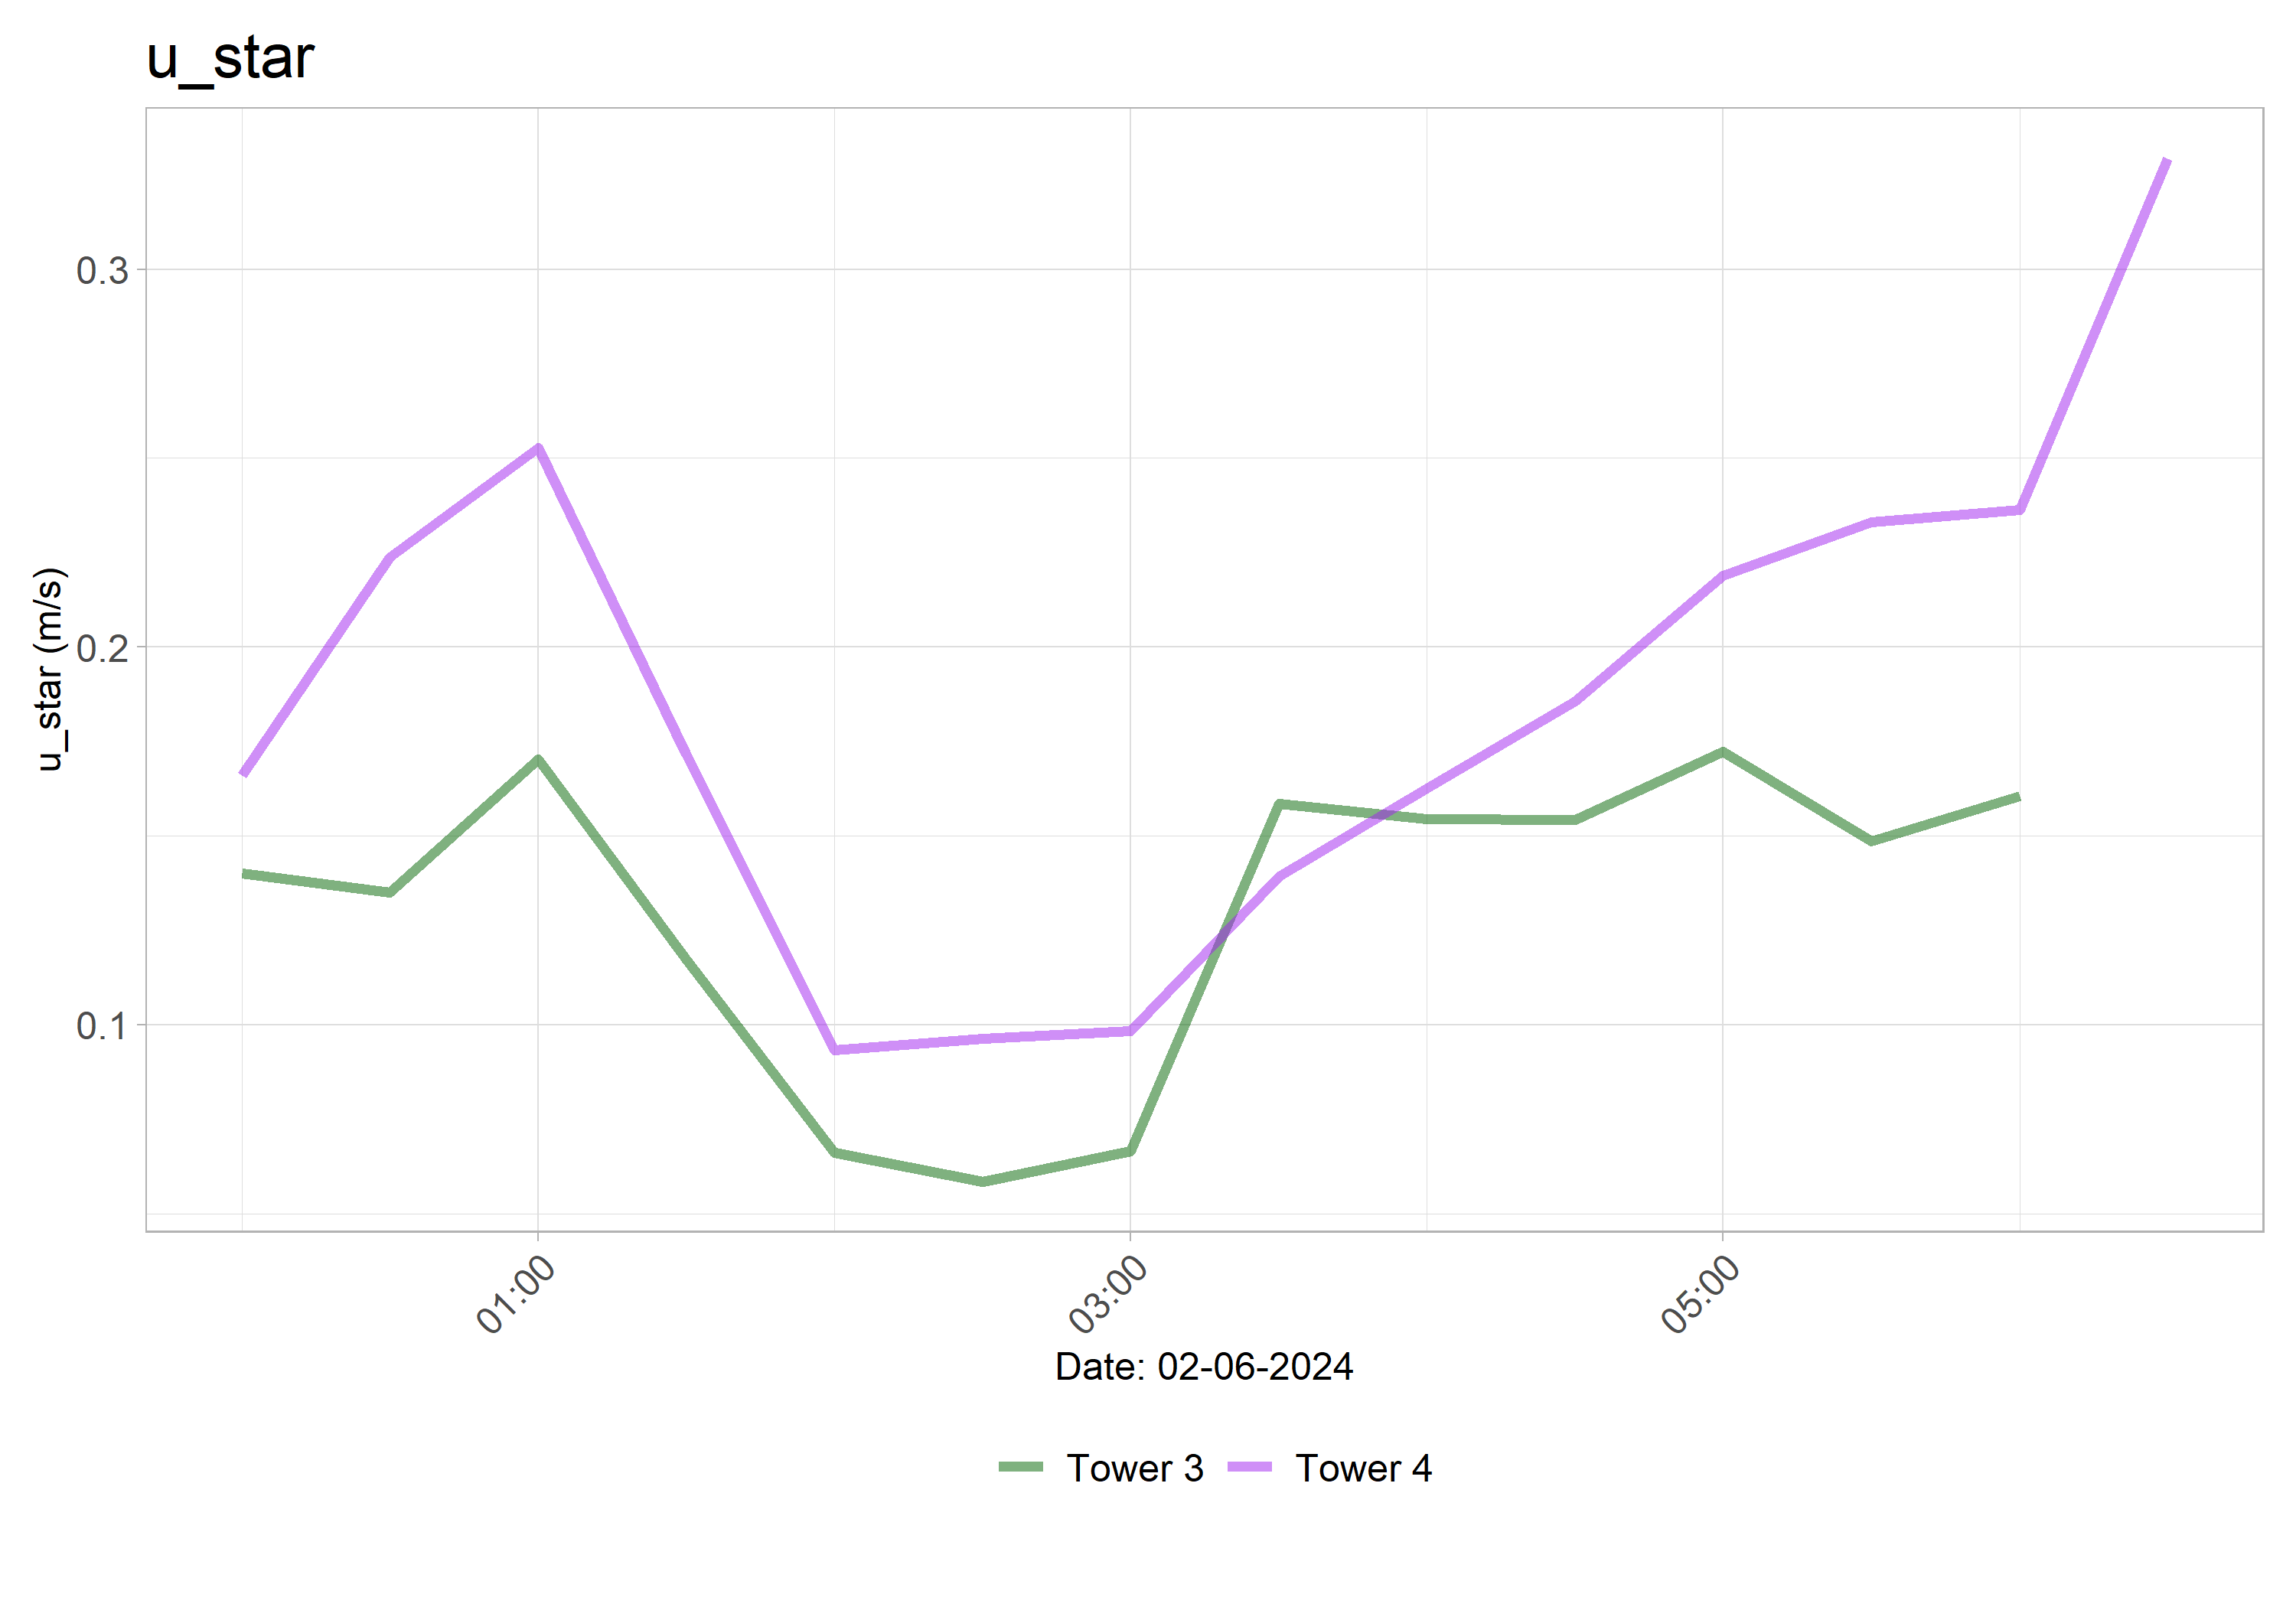 u_star
u_star (m/s)
0.3
0.2
0.1
01:00
03:00
05:00
Date: 02-06-2024
Tower 3
Tower 4